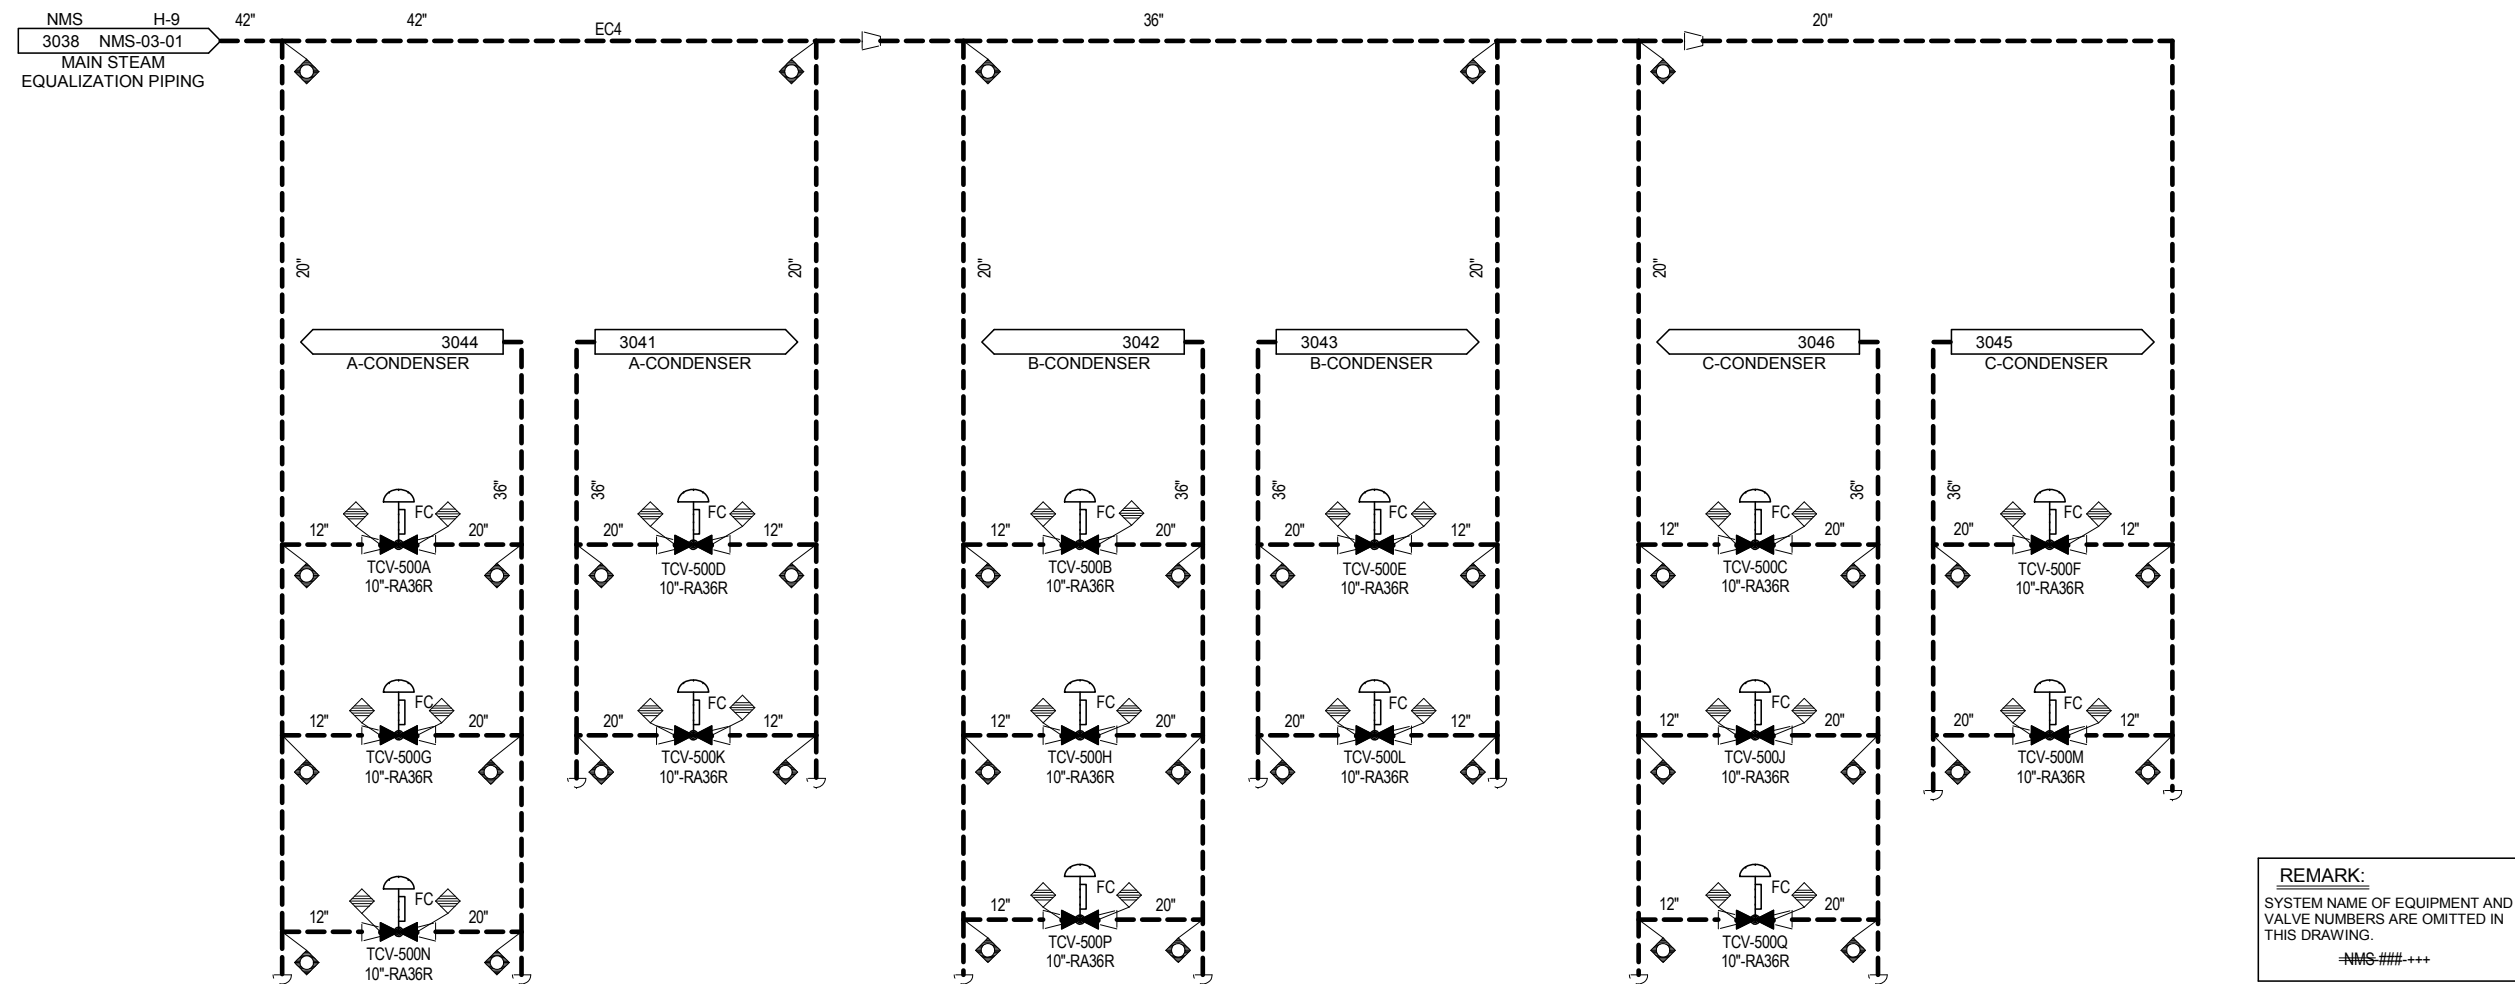 NMS H-9
3038 NMS-03-01
MAIN STEAM
EQUALIZATION PIPING
42" 42" EC4 36" 20"
20" 20" 20" 20" 20"
3044 3041 3042 3043 3046 3045
A-CONDENSER A-CONDENSER B-CONDENSER B-CONDENSER C-CONDENSER C-CONDENSER
36" 36" 36" 36" 36" 36"
FC FC FC FC FC FC
12" 20" 20" 12" 12" 20" 20" 12" 12" 20" 20" 12"
TCV-500A TCV-500D TCV-500B TCV-500E TCV-500C TCV-500F
10"-RA36R 10"-RA36R 10"-RA36R 10"-RA36R 10"-RA36R 10"-RA36R
FC FC FC FC FC FC
12" 20" 20" 12" 12" 20" 20" 12" 12" 20" 20" 12"
TCV-500G TCV-500K TCV-500H TCV-500L TCV-500J TCV-500M
10"-RA36R 10"-RA36R 10"-RA36R 10"-RA36R 10"-RA36R 10"-RA36R
FC FC FC
12" 20" 12" 20" 12" 20"
TCV-500N TCV-500P TCV-500Q
10"-RA36R 10"-RA36R 10"-RA36R
REMARK:
SYSTEM NAME OF EQUIPMENT AND
VALVE NUMBERS ARE OMITTED IN
THIS DRAWING.
NMS-###-+++